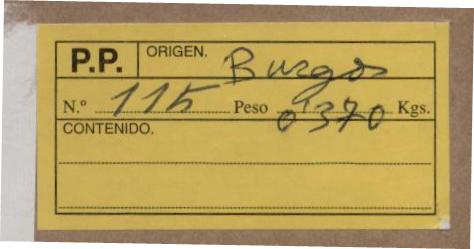 P.P. ORIGEN. Burgos
N.º 115 Peso 0'370 Kgs.
CONTENIDO.